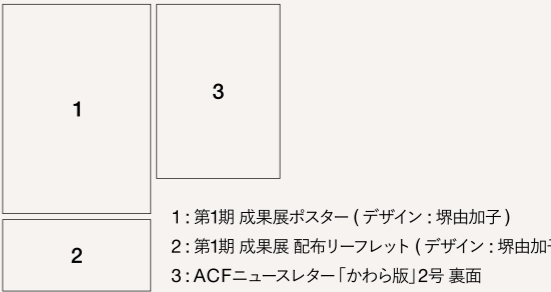 1
3
2
1 : 第1期 成果展ポスター ( デザイン : 堺由加子 )
2 : 第1期 成果展 配布リーフレット ( デザイン : 堺由加
3 : ACFニュースレター「かわら版」2号 裏面